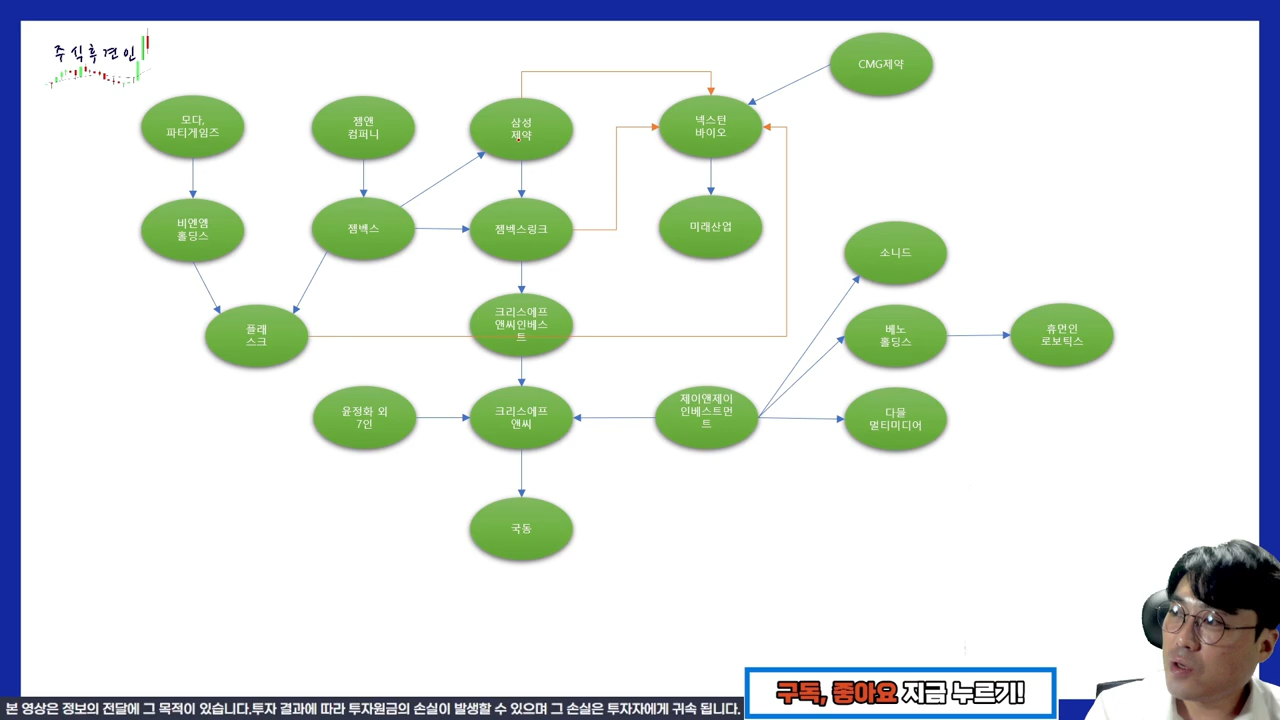 주식후견인
CMG제약
모다,
파티게임즈
젬앤
컴퍼니
삼성
제약
넥스턴
바이오
비앤앰
홀딩스
젬벡스
젬벡스링크
미래산업
소니드
플래
스크
크리스에프
앤씨인베스
트
베노
홀딩스
휴먼인
로보틱스
윤정화 외
7인
크리스에프
앤씨
제이앤제이
인베스트먼
트
다믈
멀티미디어
국동
구독, 좋아요 지금 누르기!
본 영상은 정보의 전달에 그 목적이 있습니다.투자 결과에 따라 투자원금의 손실이 발생할 수 있으며 그 손실은 투자자에게 귀속 됩니다.